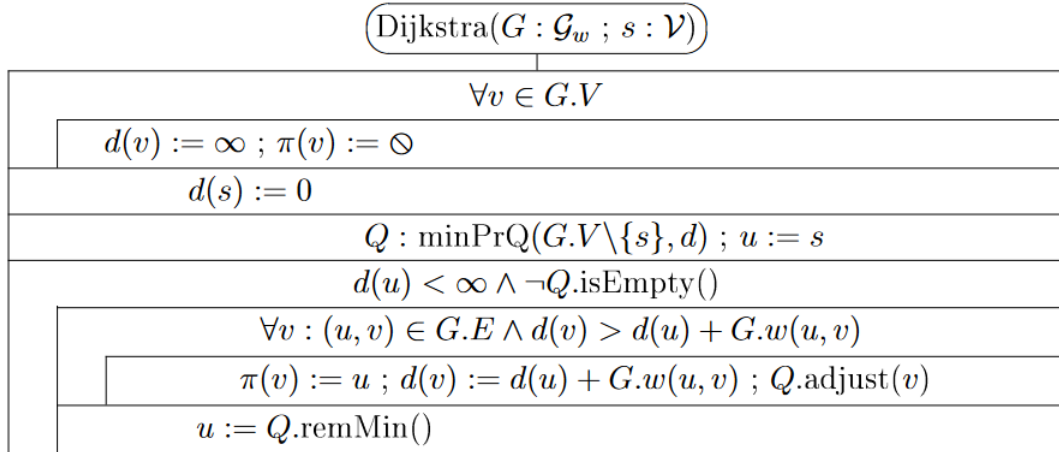 Dijkstra(G : 𝒢_w ; s : 𝒱)
∀v ∈ G.V
d(v) := ∞ ; π(v) := ⦸
d(s) := 0
Q : minPrQ(G.V\{s}, d) ; u := s
d(u) < ∞ ∧ ¬Q.isEmpty()
∀v : (u, v) ∈ G.E ∧ d(v) > d(u) + G.w(u, v)
π(v) := u ; d(v) := d(u) + G.w(u, v) ; Q.adjust(v)
u := Q.remMin()